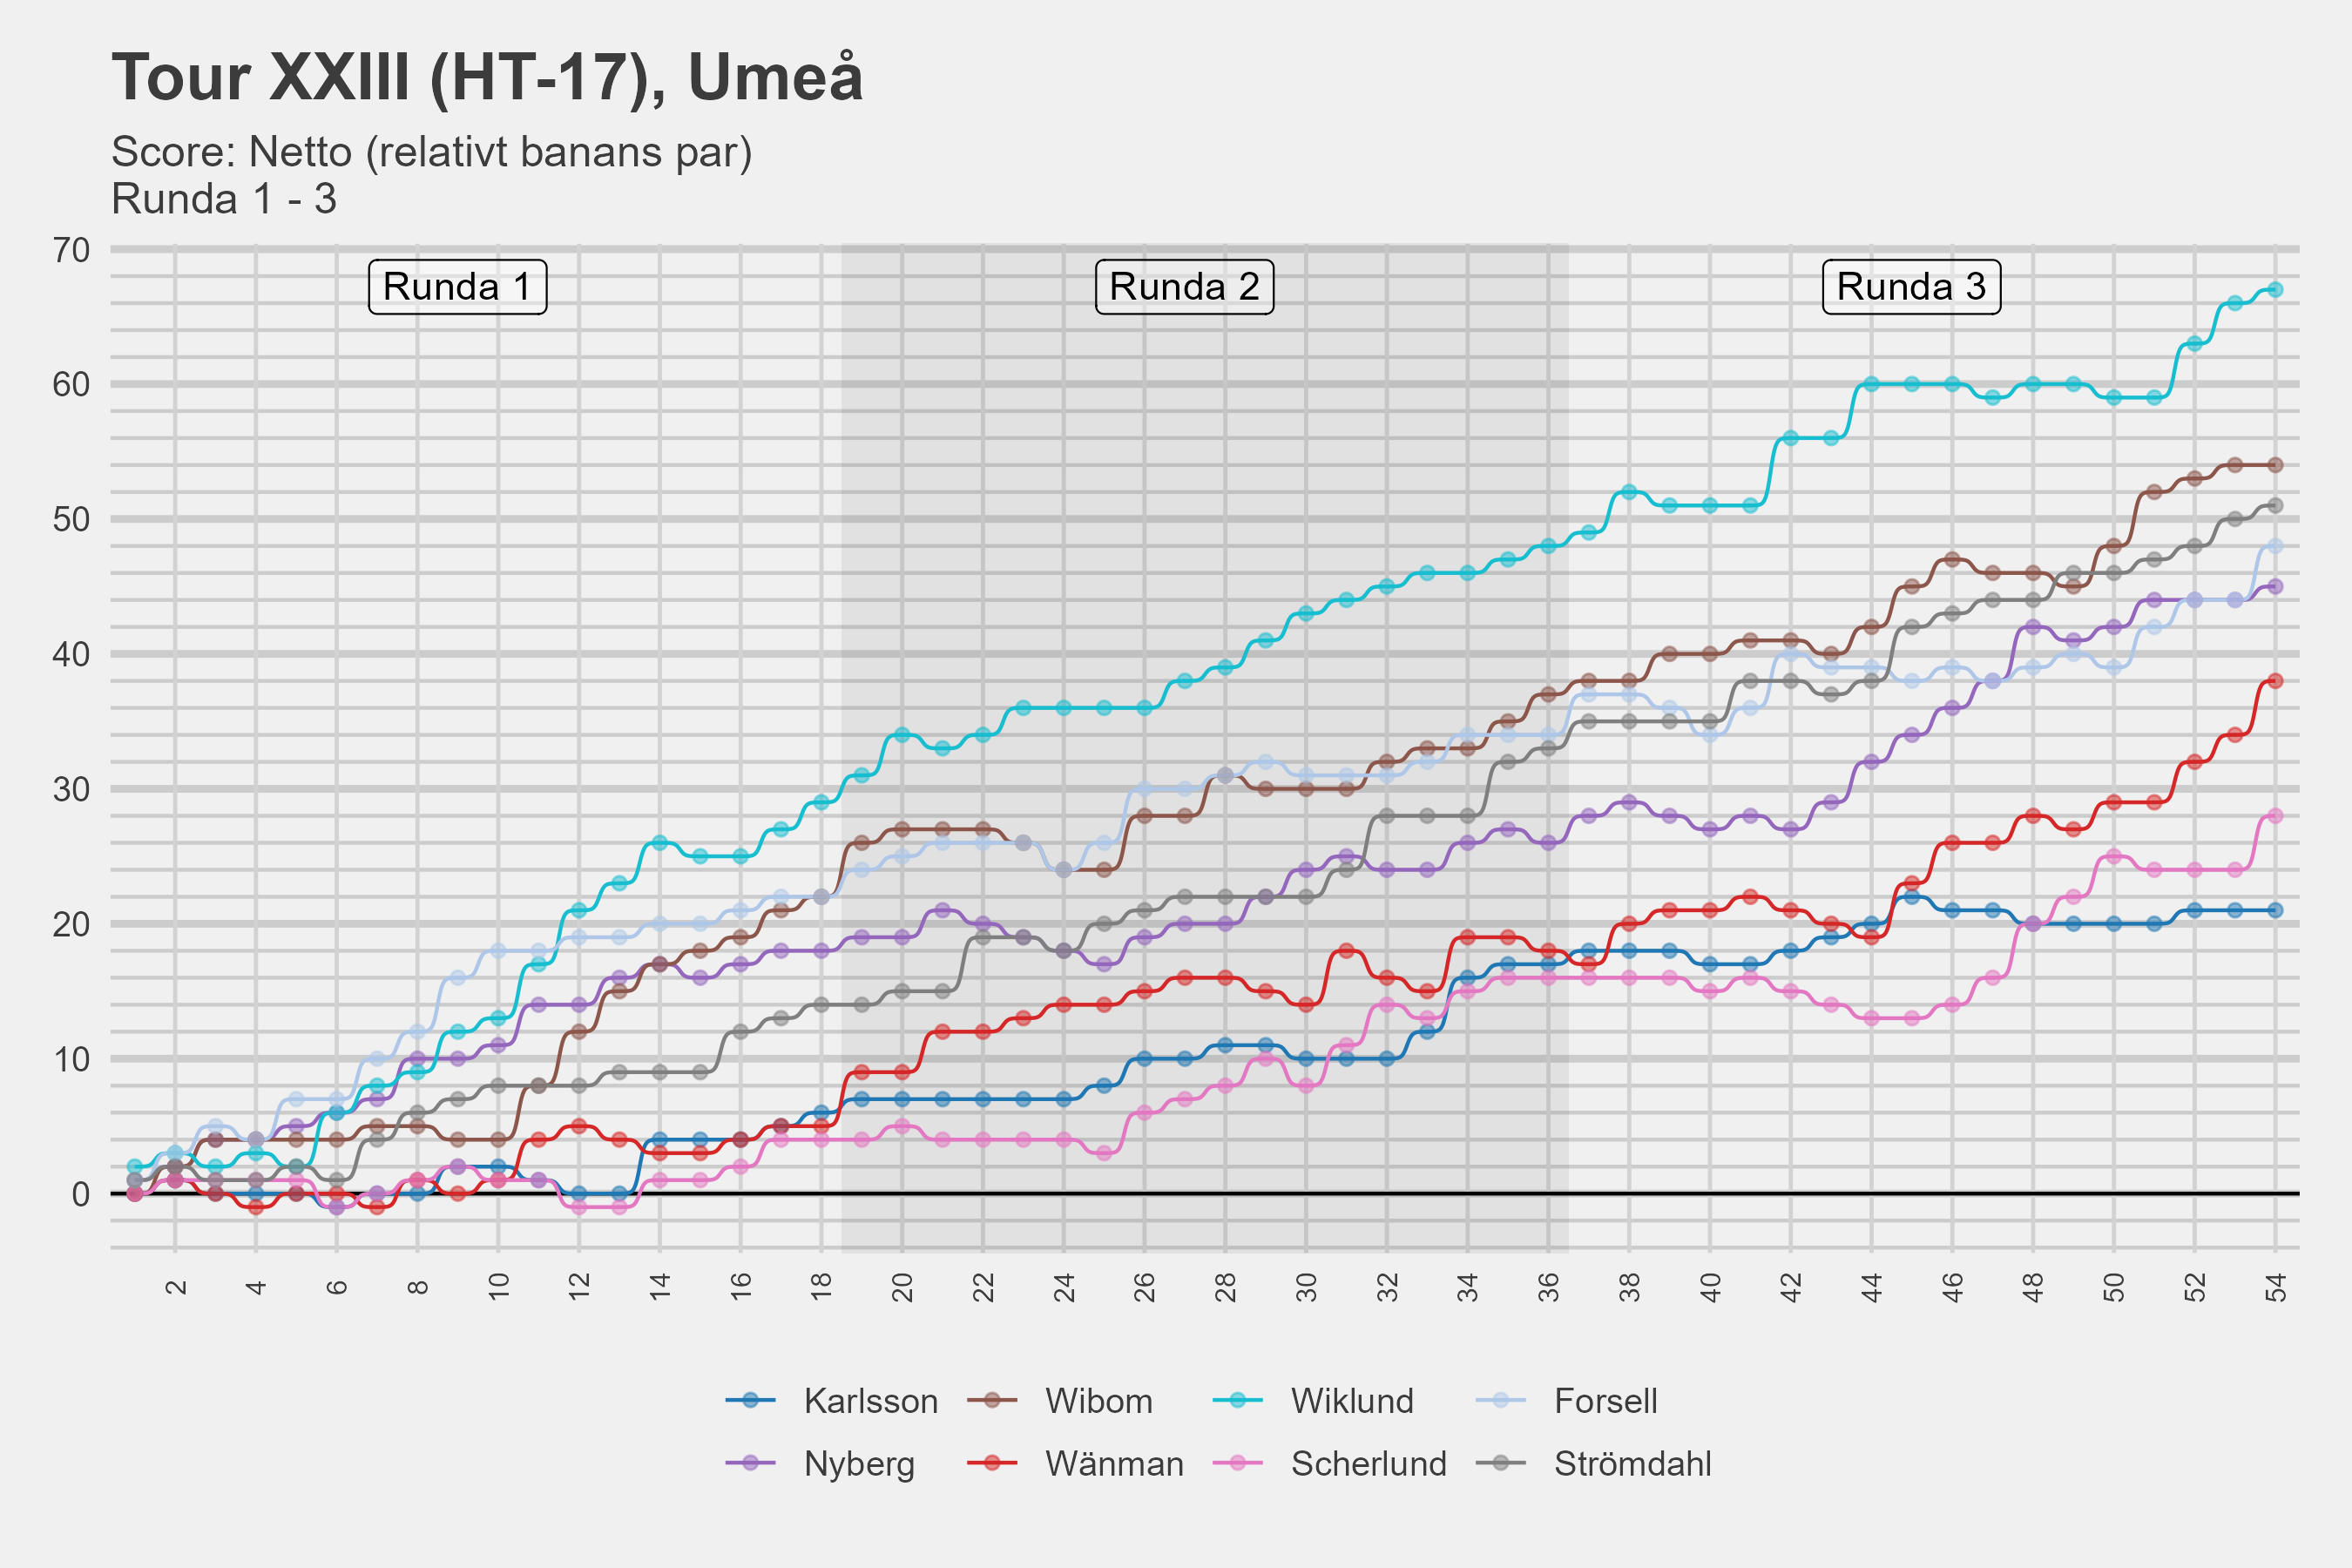 Tour XXIII (HT-17), Umeå
Score: Netto (relativt banans par)
Runda 1 - 3
70
60
50
40
30
20
10
0
Runda 1
Runda 2
Runda 3
2 4 6 8 10 12 14 16 18 20 22 24 26 28 30 32 34 36 38 40 42 44 46 48 50 52 54
Karlsson Wibom Wiklund Forsell
Nyberg Wänman Scherlund Strömdahl